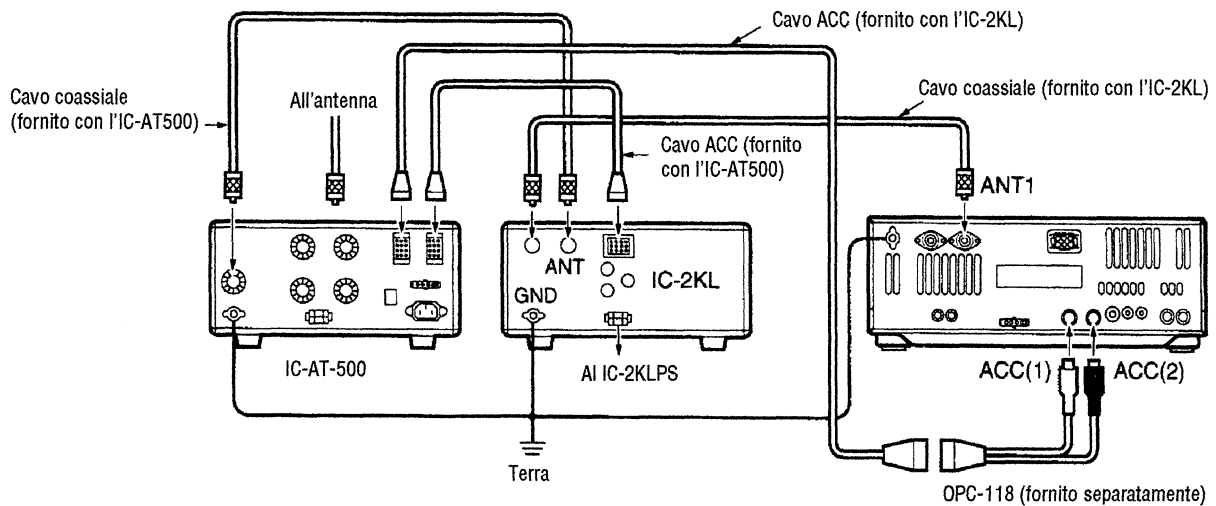 Cavo ACC (fornito con l'IC-2KL)
Cavo coassiale
(fornito con l'IC-AT500)
All'antenna
Cavo coassiale (fornito con l'IC-2KL)
Cavo ACC (fornito
con l'IC-AT500)
ANT1
ANT
IC-2KL
GND
IC-AT-500
Al IC-2KLPS
ACC(1)
ACC(2)
Terra
OPC-118 (fornito separatamente)